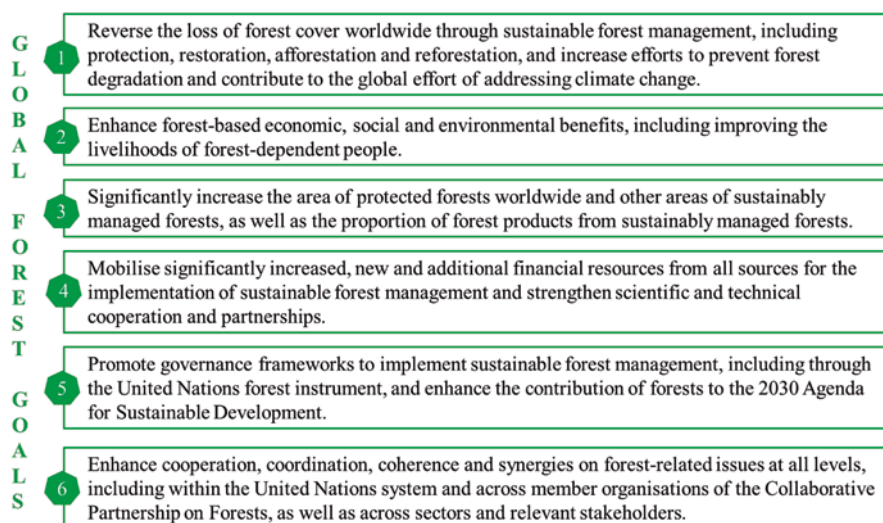 GLOBAL FOREST GOALS
1
Reverse the loss of forest cover worldwide through sustainable forest management, including
protection, restoration, afforestation and reforestation, and increase efforts to prevent forest
degradation and contribute to the global effort of addressing climate change.
2
Enhance forest-based economic, social and environmental benefits, including improving the
livelihoods of forest-dependent people.
3
Significantly increase the area of protected forests worldwide and other areas of sustainably
managed forests, as well as the proportion of forest products from sustainably managed forests.
4
Mobilise significantly increased, new and additional financial resources from all sources for the
implementation of sustainable forest management and strengthen scientific and technical
cooperation and partnerships.
5
Promote governance frameworks to implement sustainable forest management, including through
the United Nations forest instrument, and enhance the contribution of forests to the 2030 Agenda
for Sustainable Development.
6
Enhance cooperation, coordination, coherence and synergies on forest-related issues at all levels,
including within the United Nations system and across member organisations of the Collaborative
Partnership on Forests, as well as across sectors and relevant stakeholders.